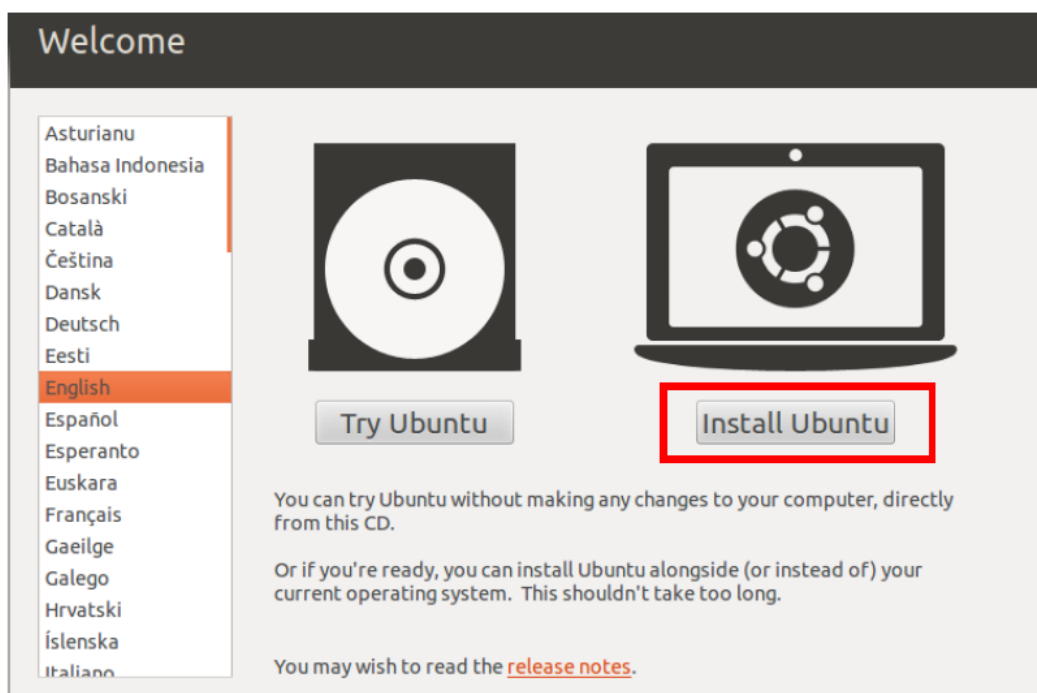 Welcome
Asturianu
Bahasa Indonesia
Bosanski
Català
Čeština
Dansk
Deutsch
Eesti
English
Español
Esperanto
Euskara
Français
Gaeilge
Galego
Hrvatski
Íslenska
Italiano
Try Ubuntu
Install Ubuntu
You can try Ubuntu without making any changes to your computer, directly
from this CD.
Or if you're ready, you can install Ubuntu alongside (or instead of) your
current operating system. This shouldn't take too long.
You may wish to read the release notes.